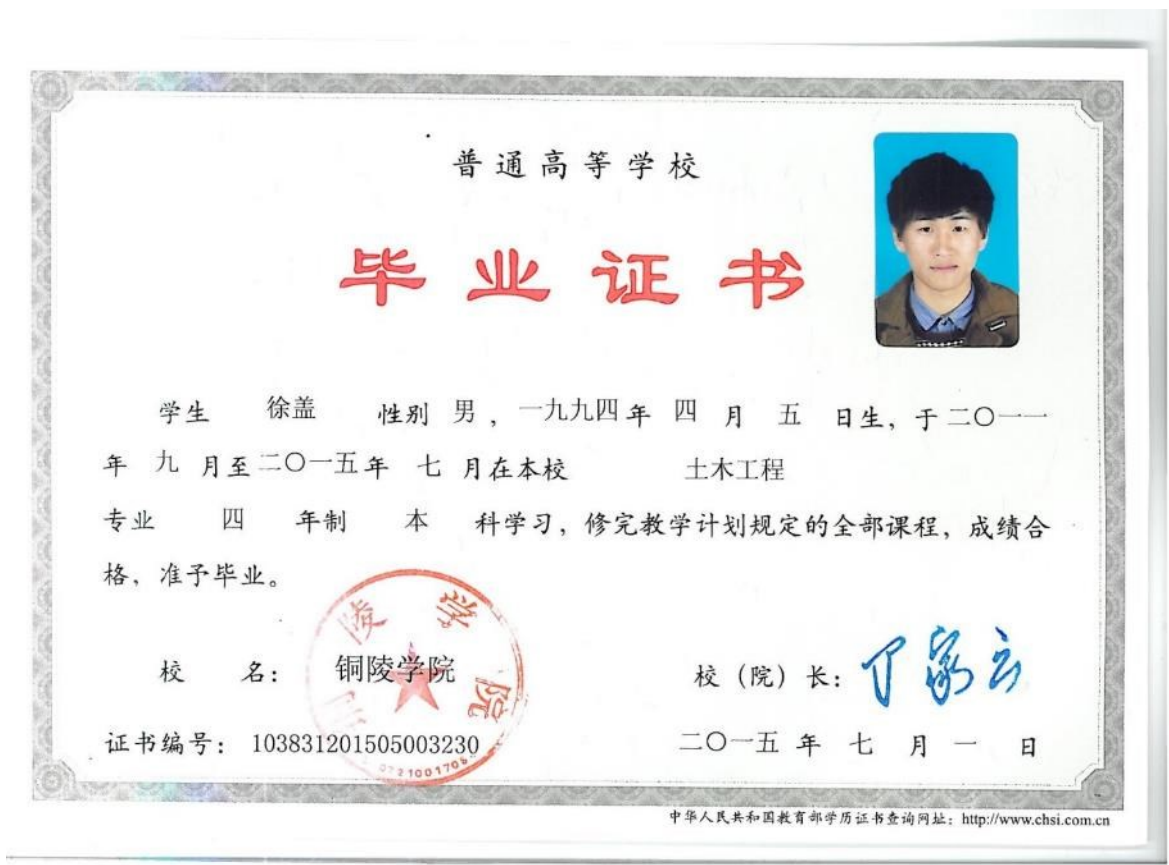 普通高等学校
毕业证书
学生 徐盖 性别 男，一九九四年 四 月 五 日生，于二〇一一
年 九 月至二〇一五年 七 月在本校 土木工程
专业 四 年制 本 科学习，修完教学计划规定的全部课程，成绩合
格，准予毕业。
陵学院
校 名： 铜陵学院
校（院）长：丁家云
证书编号： 103831201505003230
二〇一五 年 七 月 一 日
中华人民共和国教育部学历证书查询网址：http://www.chsi.com.cn